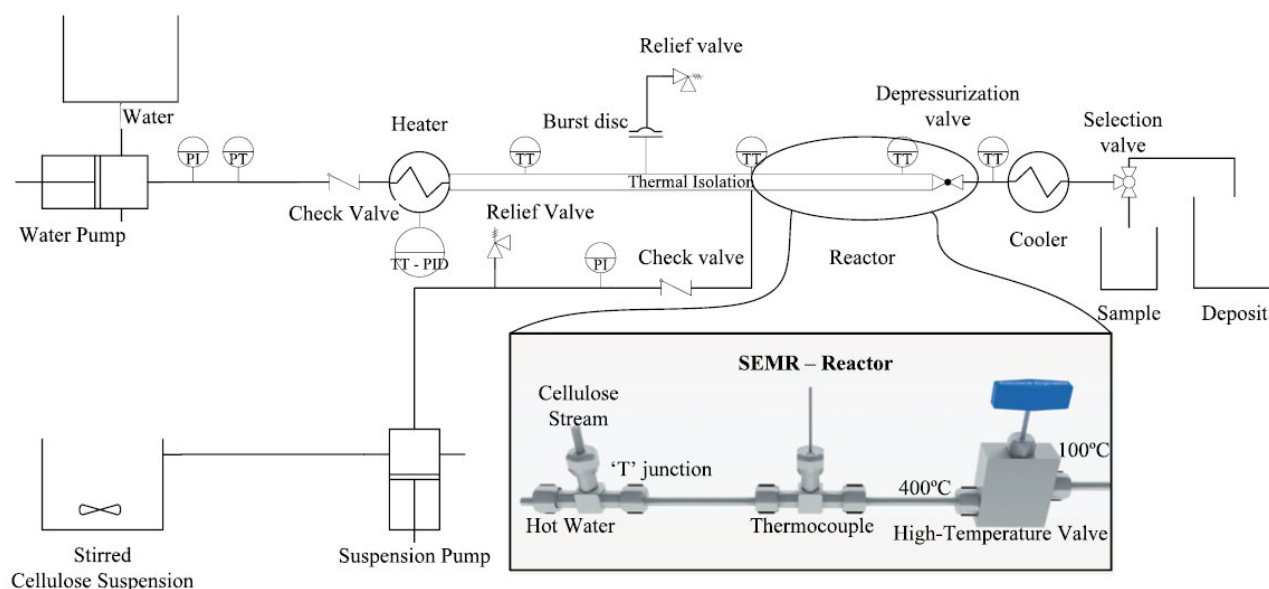 Relief valve
Water
Heater
Burst disc
Depressurization
valve
Selection
valve
PI
PT
TT
TT
TT
TT
Thermal Isolation
Check Valve
Relief Valve
Water Pump
TT - PID
PI
Check valve
Reactor
Cooler
Sample
Deposit
SEMR – Reactor
Cellulose
Stream
'T' junction
100ºC
400ºC
Hot Water
Thermocouple
High-Temperature Valve
Suspension Pump
Stirred
Cellulose Suspension